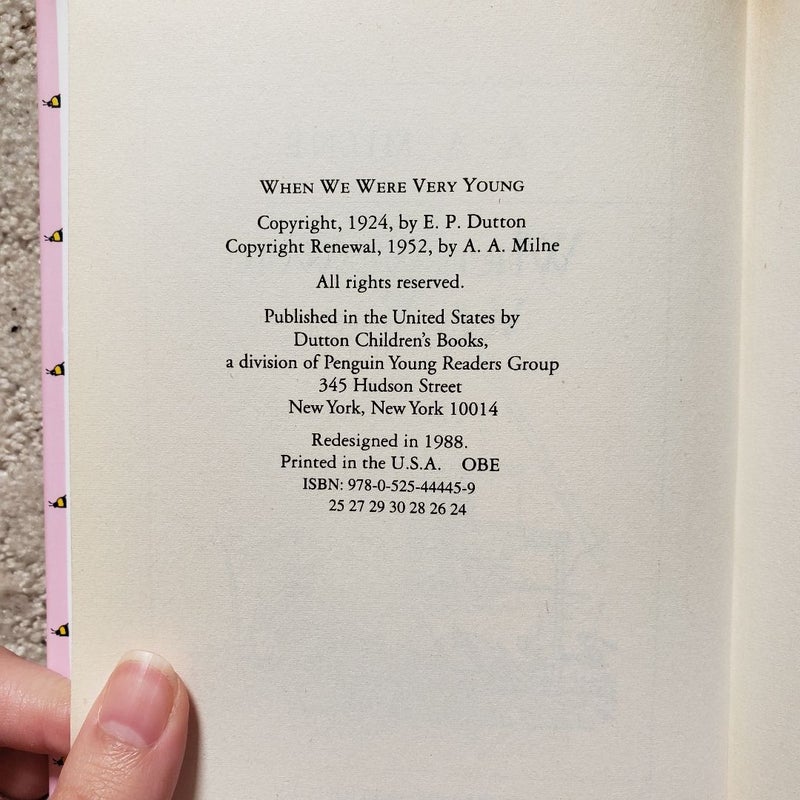 WHEN WE WERE VERY YOUNG
Copyright, 1924, by E. P. Dutton
Copyright Renewal, 1952, by A. A. Milne
All rights reserved.
Published in the United States by
Dutton Children's Books,
a division of Penguin Young Readers Group
345 Hudson Street
New York, New York 10014
Redesigned in 1988.
Printed in the U.S.A. OBE
ISBN: 978-0-525-44445-9
25 27 29 30 28 26 24